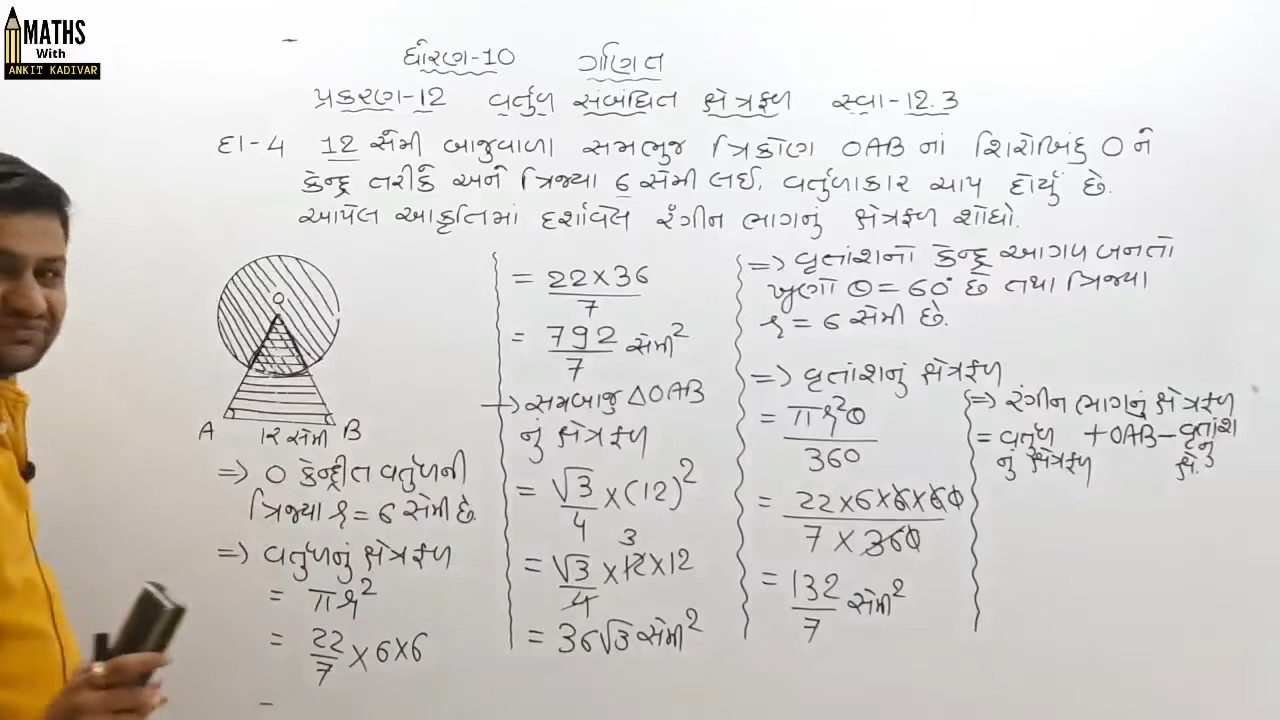 MATHS
With
ANKIT KADIVAR
ધોરણ-10 ગણિત
પ્રકરણ-12 વર્તુળ સંબંધિત ક્ષેત્રફળ સ્વા-12.3
દા-4 12 સેમી બાજુવાળા સમભુજ ત્રિકોણ OAB નાં શિરોબિંદુ O ને
કેન્દ્ર તરીકે અને ત્રિજ્યા 6 સેમી લઈ, વર્તુળાકાર ચાપ દોર્યું છે.
આપેલ આકૃતિમાં દર્શાવેલ રંગીન ભાગનું ક્ષેત્રફળ શોધો.
O
A 12 સેમી B
⇒ O કેન્દ્રીત વર્તુળની
ત્રિજ્યા r = 6 સેમી છે.
⇒ વર્તુળનું ક્ષેત્રફળ
= πr²
= 22/7 × 6 × 6
= 22 × 36 / 7
= 792/7 સેમી²
→ સમબાજુ △OAB
નું ક્ષેત્રફળ
= √3/4 × (12)²
3
= √3/4 × 12 × 12
= 36√3 સેમી²
⇒ વૃતાંશનો કેન્દ્ર આગળ બનતો
ખુણો θ = 60° છે તથા ત્રિજ્યા
r = 6 સેમી છે.
⇒ વૃતાંશનું ક્ષેત્રફળ
= πr²θ / 360
= 22 × 6 × 6 × 60 / 7 × 360
= 132/7 સેમી²
⇒ રંગીન ભાગનું ક્ષેત્રફળ
= વર્તુળ + OAB − વૃતાંશ
નું ક્ષેત્રફળ નું
ક્ષે.